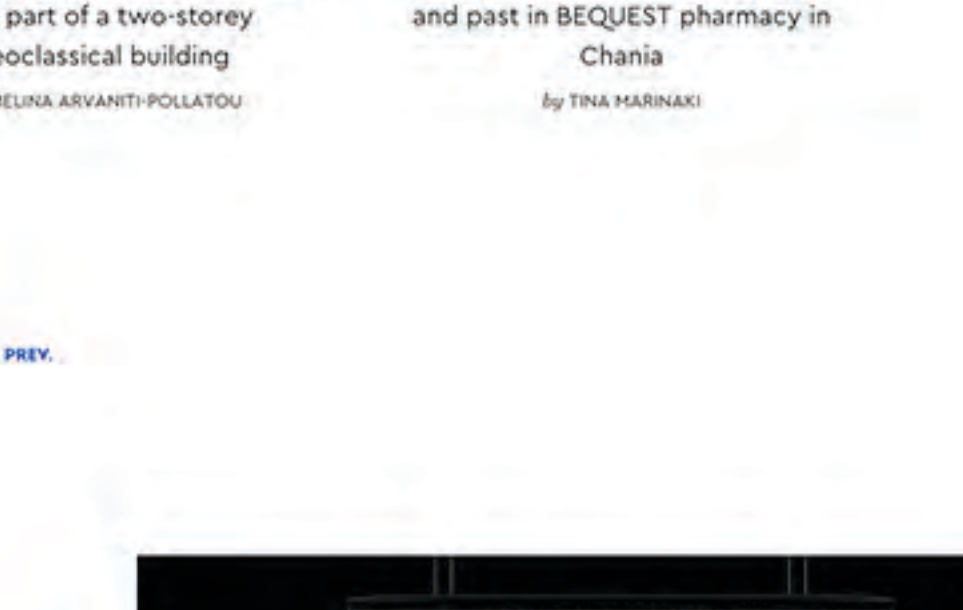 part of a two-storey
eoclassical building
ELINA ARVANITI-POLLATOU
and past in BEQUEST pharmacy in
Chania
by TINA MARINAKI
PREV.